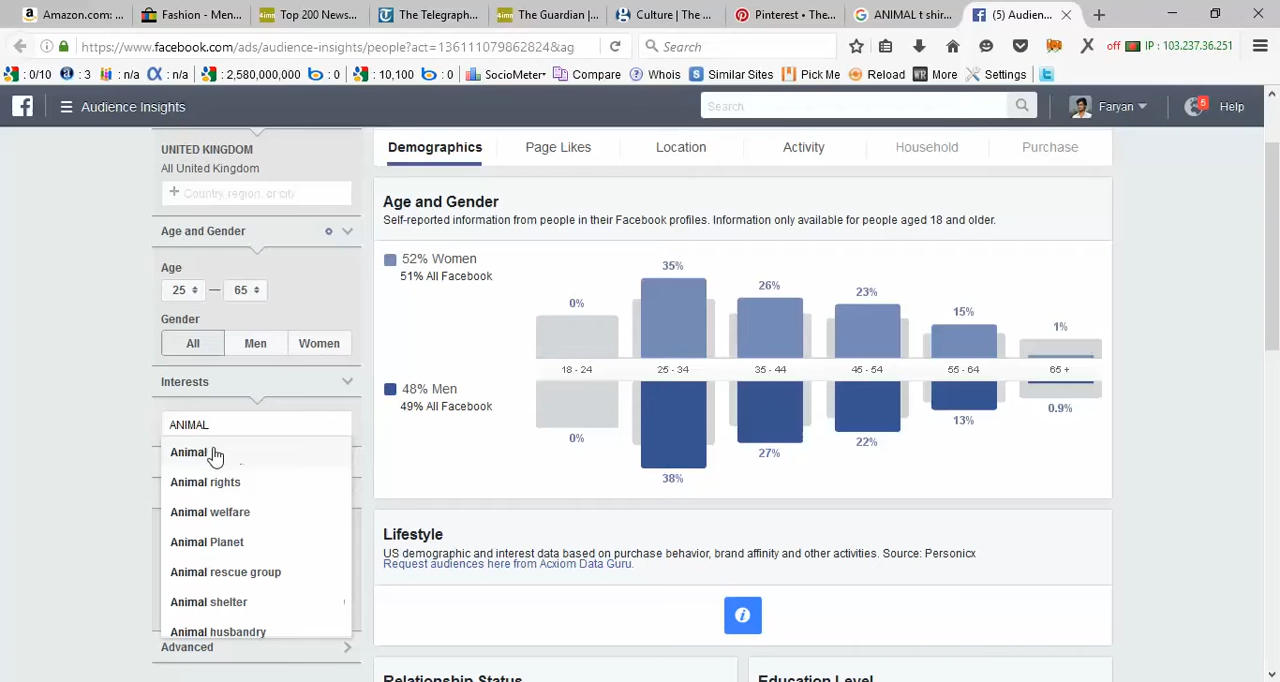 Amazon.com: ...
Fashion - Men...
Top 200 News...
The Telegraph...
The Guardian |...
Culture | The ...
Pinterest • The...
ANIMAL t shir...
(5) Audien...
https://www.facebook.com/ads/audience-insights/people?act=136111079862824&ag
Search
off
IP : 103.237.36.251
: 0/10
: 5
: n/a
: n/a
: 2,580,000,000
: 0
: 10,100
: 0
SocioMeter
Compare
Whois
Similar Sites
Pick Me
Reload
More
Settings
Audience Insights
Search
Faryan
5
Help
UNITED KINGDOM
All United Kingdom
+ Country, region, or city
Age and Gender
Age
25 — 65
Gender
All Men Women
Interests
ANIMAL
Animal
Animal rights
Animal welfare
Animal Planet
Animal rescue group
Animal shelter
Animal husbandry
Advanced
Demographics Page Likes Location Activity Household Purchase
Age and Gender
Self-reported information from people in their Facebook profiles. Information only available for people aged 18 and older.
52% Women
51% All Facebook
0% 35% 26% 23% 15% 1%
18 - 24 25 - 34 35 - 44 45 - 54 55 - 64 65 +
48% Men
49% All Facebook
0% 38% 27% 22% 13% 0.9%
Lifestyle
US demographic and interest data based on purchase behavior, brand affinity and other activities. Source: Personicx
Request audiences here from Acxiom Data Guru.
Relationship Status
Education Level